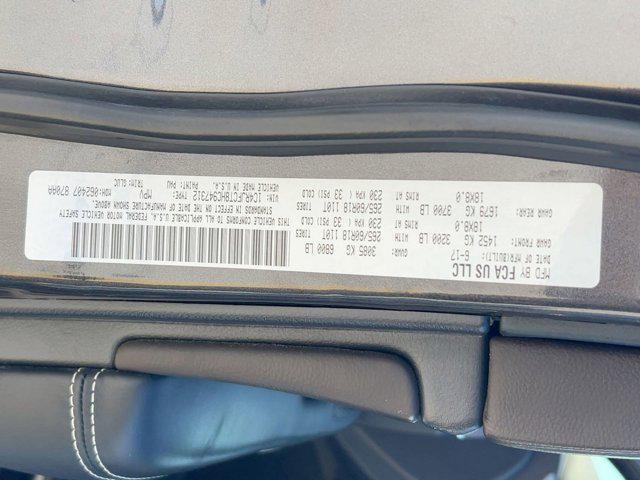 MFD BY FCA US LLC
DATE OF MFR(BUILT): 6-17 GVWR: 3085 KG 6800 LB
GAWR FRONT: 1452 KG 3200 LB WITH 265/60R18 110T TIRES
18X8.0 RIMS AT 230 KPA ( 33 PSI) COLD
GAWR REAR: 1679 KG 3700 LB WITH 265/60R18 110T TIRES
18X8.0 RIMS AT 230 KPA ( 33 PSI) COLD
THIS VEHICLE CONFORMS TO ALL APPLICABLE FEDERAL MOTOR VEHICLE SAFETY
STANDARDS IN EFFECT ON THE DATE OF MANUFACTURE SHOWN ABOVE.
VIN: 1C4RJFCT8HC947312 TYPE: MPV MDH:062407 870AA
VEHICLE MADE IN U.S.A. PAINT: PAU TRIM:GLUC